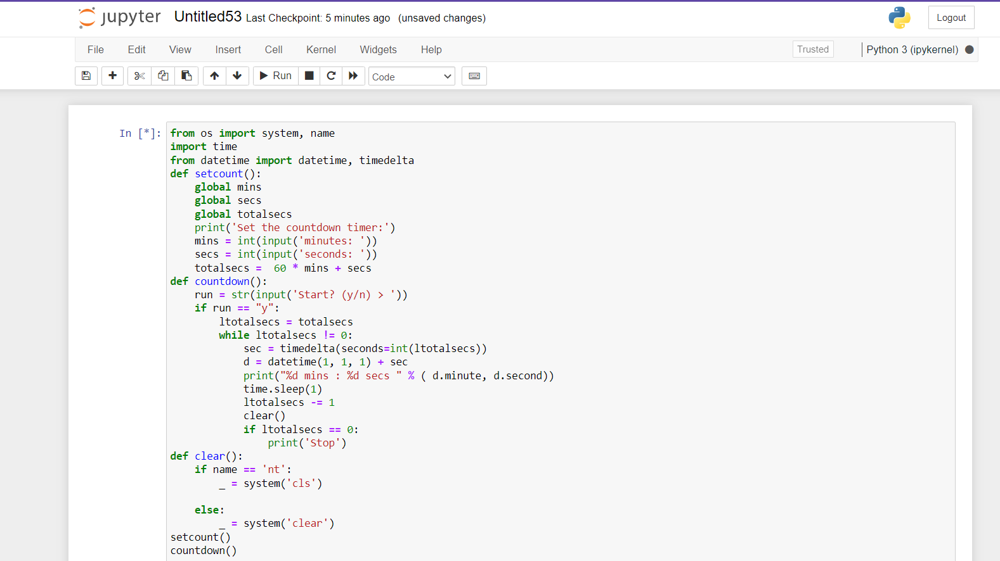 jupyter Untitled53 Last Checkpoint: 5 minutes ago (unsaved changes)
Logout
File Edit View Insert Cell Kernel Widgets Help
Trusted
Python 3 (ipykernel)
Run
Code
In [*]:
from os import system, name
import time
from datetime import datetime, timedelta
def setcount():
    global mins
    global secs
    global totalsecs
    print('Set the countdown timer:')
    mins = int(input('minutes: '))
    secs = int(input('seconds: '))
    totalsecs =  60 * mins + secs
def countdown():
    run = str(input('Start? (y/n) > '))
    if run == "y":
        ltotalsecs = totalsecs
        while ltotalsecs != 0:
            sec = timedelta(seconds=int(ltotalsecs))
            d = datetime(1, 1, 1) + sec
            print("%d mins : %d secs " % ( d.minute, d.second))
            time.sleep(1)
            ltotalsecs -= 1
            clear()
            if ltotalsecs == 0:
                print('Stop')
def clear():
    if name == 'nt':
        _ = system('cls')
    else:
        _ = system('clear')
setcount()
countdown()